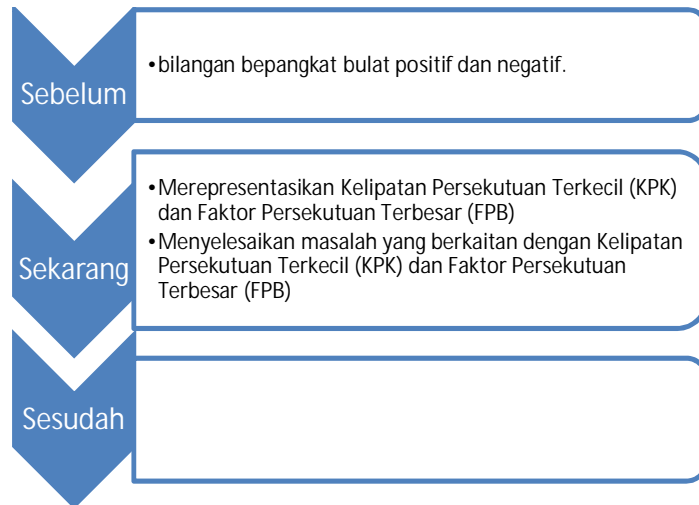 Sebelum
•bilangan bepangkat bulat positif dan negatif.
Sekarang
•Merepresentasikan Kelipatan Persekutuan Terkecil (KPK)
dan Faktor Persekutuan Terbesar (FPB)
•Menyelesaikan masalah yang berkaitan dengan Kelipatan
Persekutuan Terkecil (KPK) dan Faktor Persekutuan
Terbesar (FPB)
Sesudah